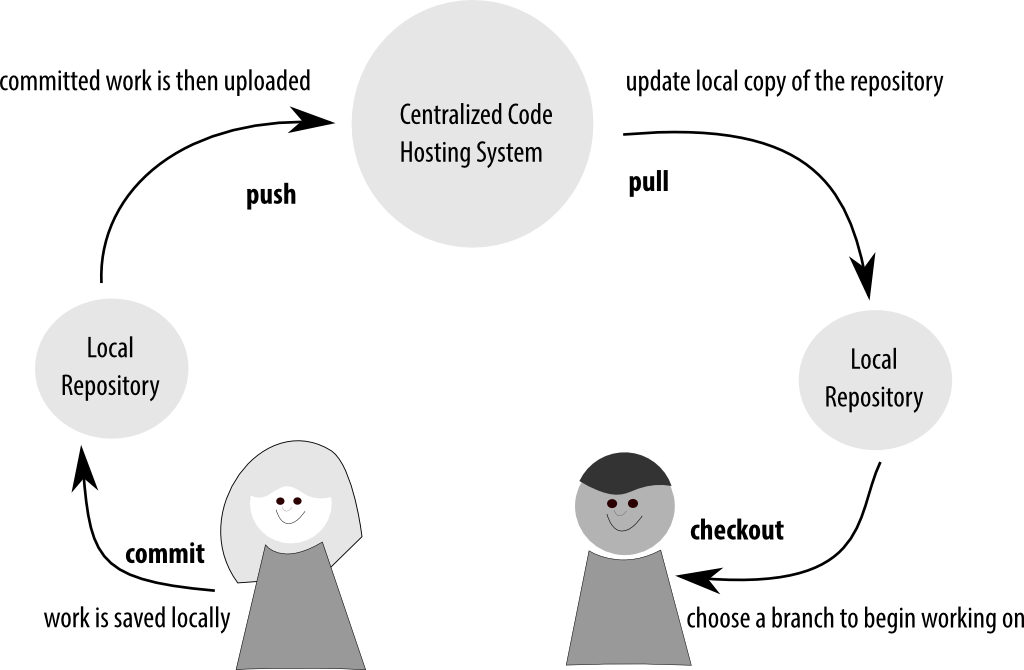 committed work is then uploaded
Centralized Code
Hosting System
update local copy of the repository
push
pull
Local
Repository
Local
Repository
commit
work is saved locally
checkout
choose a branch to begin working on